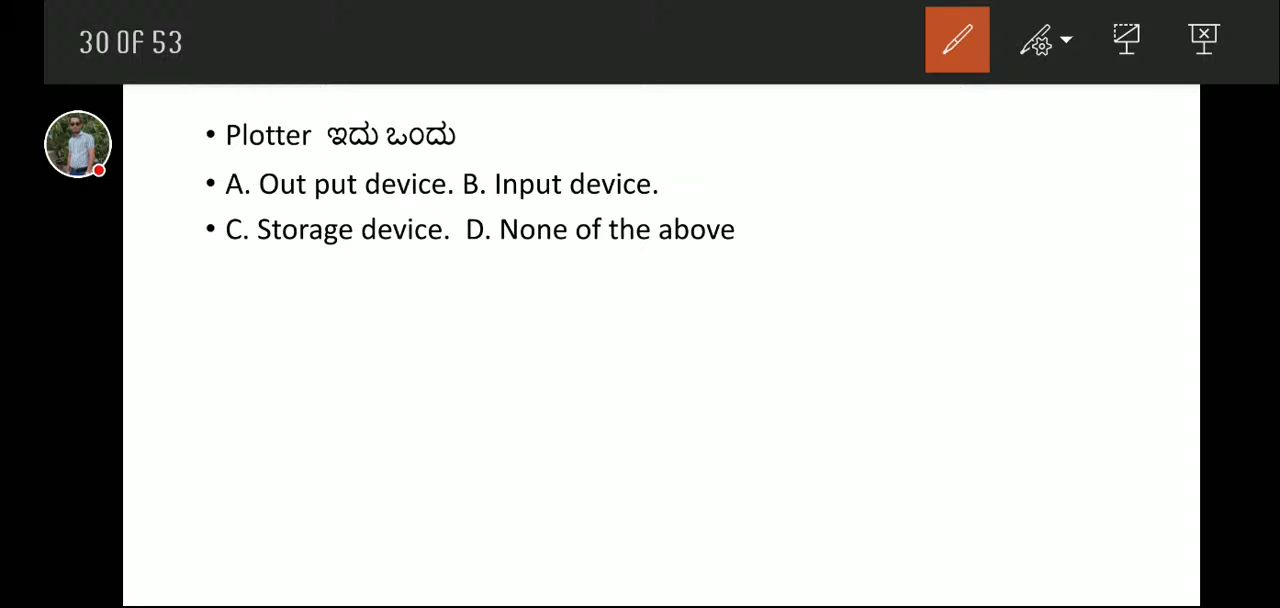 30 OF 53
• Plotter ಇದು ಒಂದು
• A. Out put device. B. Input device.
• C. Storage device. D. None of the above